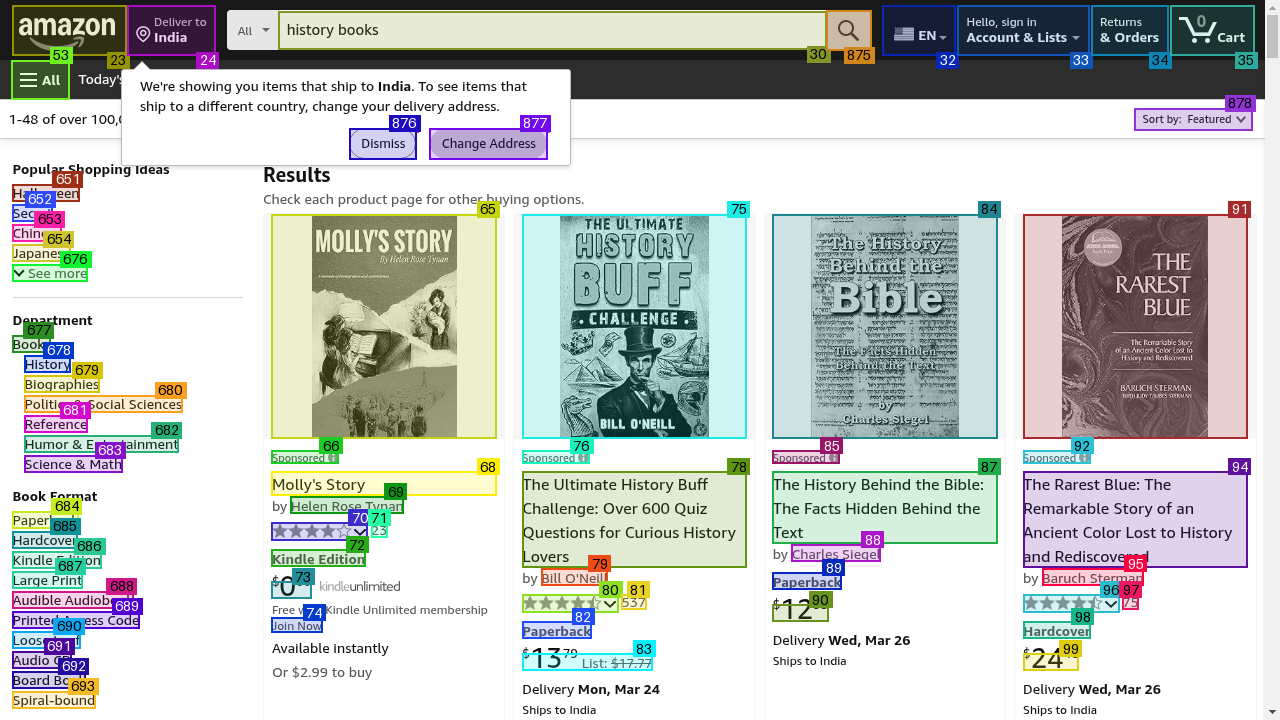 amazon
Deliver to
India
All
history books
EN
Hello, sign in
Account & Lists
Returns
& Orders
0
Cart
53
23
24
30
875
32
33
34
35
All
Today's
We're showing you items that ship to India. To see items that
ship to a different country, change your delivery address.
876
877
Dismiss
Change Address
878
1-48 of over 100,0
Sort by: Featured
Popular Shopping Ideas
651
652
653
654
Japanes
676
See more
Department
677
Book
678
History
679
Biographies
680
Politics & Social Sciences
681
Reference
682
Humor & Entertainment
683
Science & Math
Book Format
684
Paper
685
Hardcover
686
Kindle Edition
687
Large Print
688
Audible Audiobo
689
Printed Access Code
690
Loose
691
Audio C
692
Board Bo
693
Spiral-bound
Results
Check each product page for other buying options.
65
MOLLY'S STORY
By Helen Rose Tynan
66
Sponsored
68
Molly's Story
69
by Helen Rose Tynan
70
71
23
72
Kindle Edition
73
$0
kindleunlimited
Free w Kindle Unlimited membership
74
Join Now
Available instantly
Or $2.99 to buy
75
THE ULTIMATE
HISTORY
BUFF
CHALLENGE
BILL O'NEILL
76
Sponsored
78
The Ultimate History Buff
Challenge: Over 600 Quiz
Questions for Curious History
Lovers
79
by Bill O'Neill
80
81
537
82
Paperback
83
$13 79 List: $17.77
Delivery Mon, Mar 24
Ships to India
84
The History
Behind the
Bible
The Facts Hidden
Behind the Text
by
Charles Siegel
85
Sponsored
87
The History Behind the Bible:
The Facts Hidden Behind the
Text
88
by Charles Siegel
89
Paperback
90
$12
Delivery Wed, Mar 26
Ships to India
91
THE
RAREST
BLUE
The Remarkable Story
of an Ancient Color Lost to
History and Rediscovered
BARUCH STERMAN
WITH JUDY TAUBES STERMAN
92
Sponsored
94
The Rarest Blue: The
Remarkable Story of an
Ancient Color Lost to History
and Rediscovered
95
by Baruch Sterman
96
97
75
98
Hardcover
99
$24
Delivery Wed, Mar 26
Ships to India